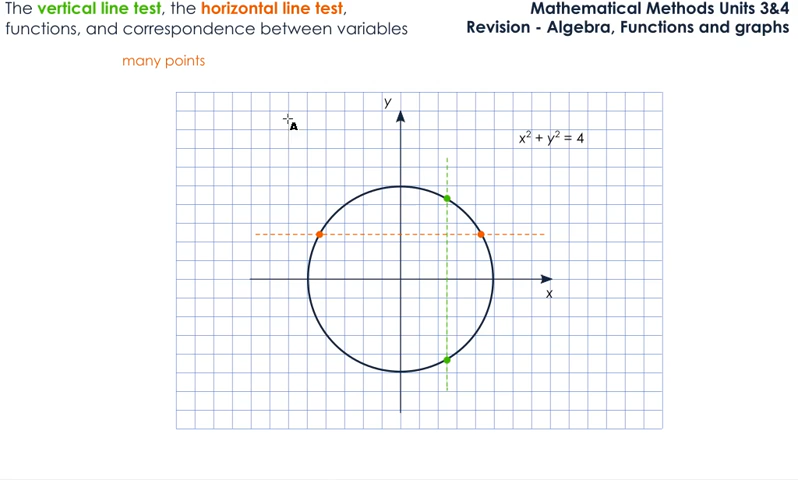 The vertical line test, the horizontal line test,
functions, and correspondence between variables
Mathematical Methods Units 3&4
Revision - Algebra, Functions and graphs
many points
y
A
x² + y² = 4
x